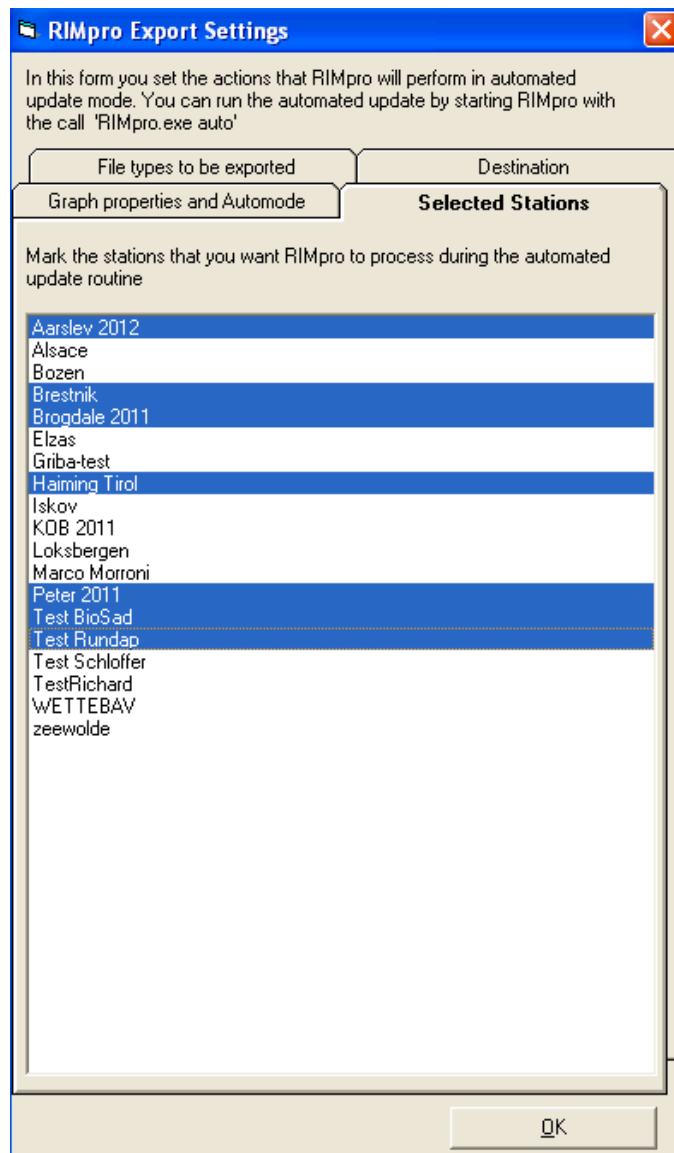 RIMpro Export Settings
In this form you set the actions that RIMpro will perform in automated
update mode. You can run the automated update by starting RIMpro with
the call 'RIMpro.exe auto'
File types to be exported
Destination
Graph properties and Automode
Selected Stations
Mark the stations that you want RIMpro to process during the automated
update routine
Aarslev 2012
Alsace
Bozen
Brestnik
Brogdale 2011
Elzas
Griba-test
Haiming Tirol
Iskov
KOB 2011
Loksbergen
Marco Morroni
Peter 2011
Test BioSad
Test Rundap
Test Schloffer
TestRichard
WETTEBAV
zeewolde
OK